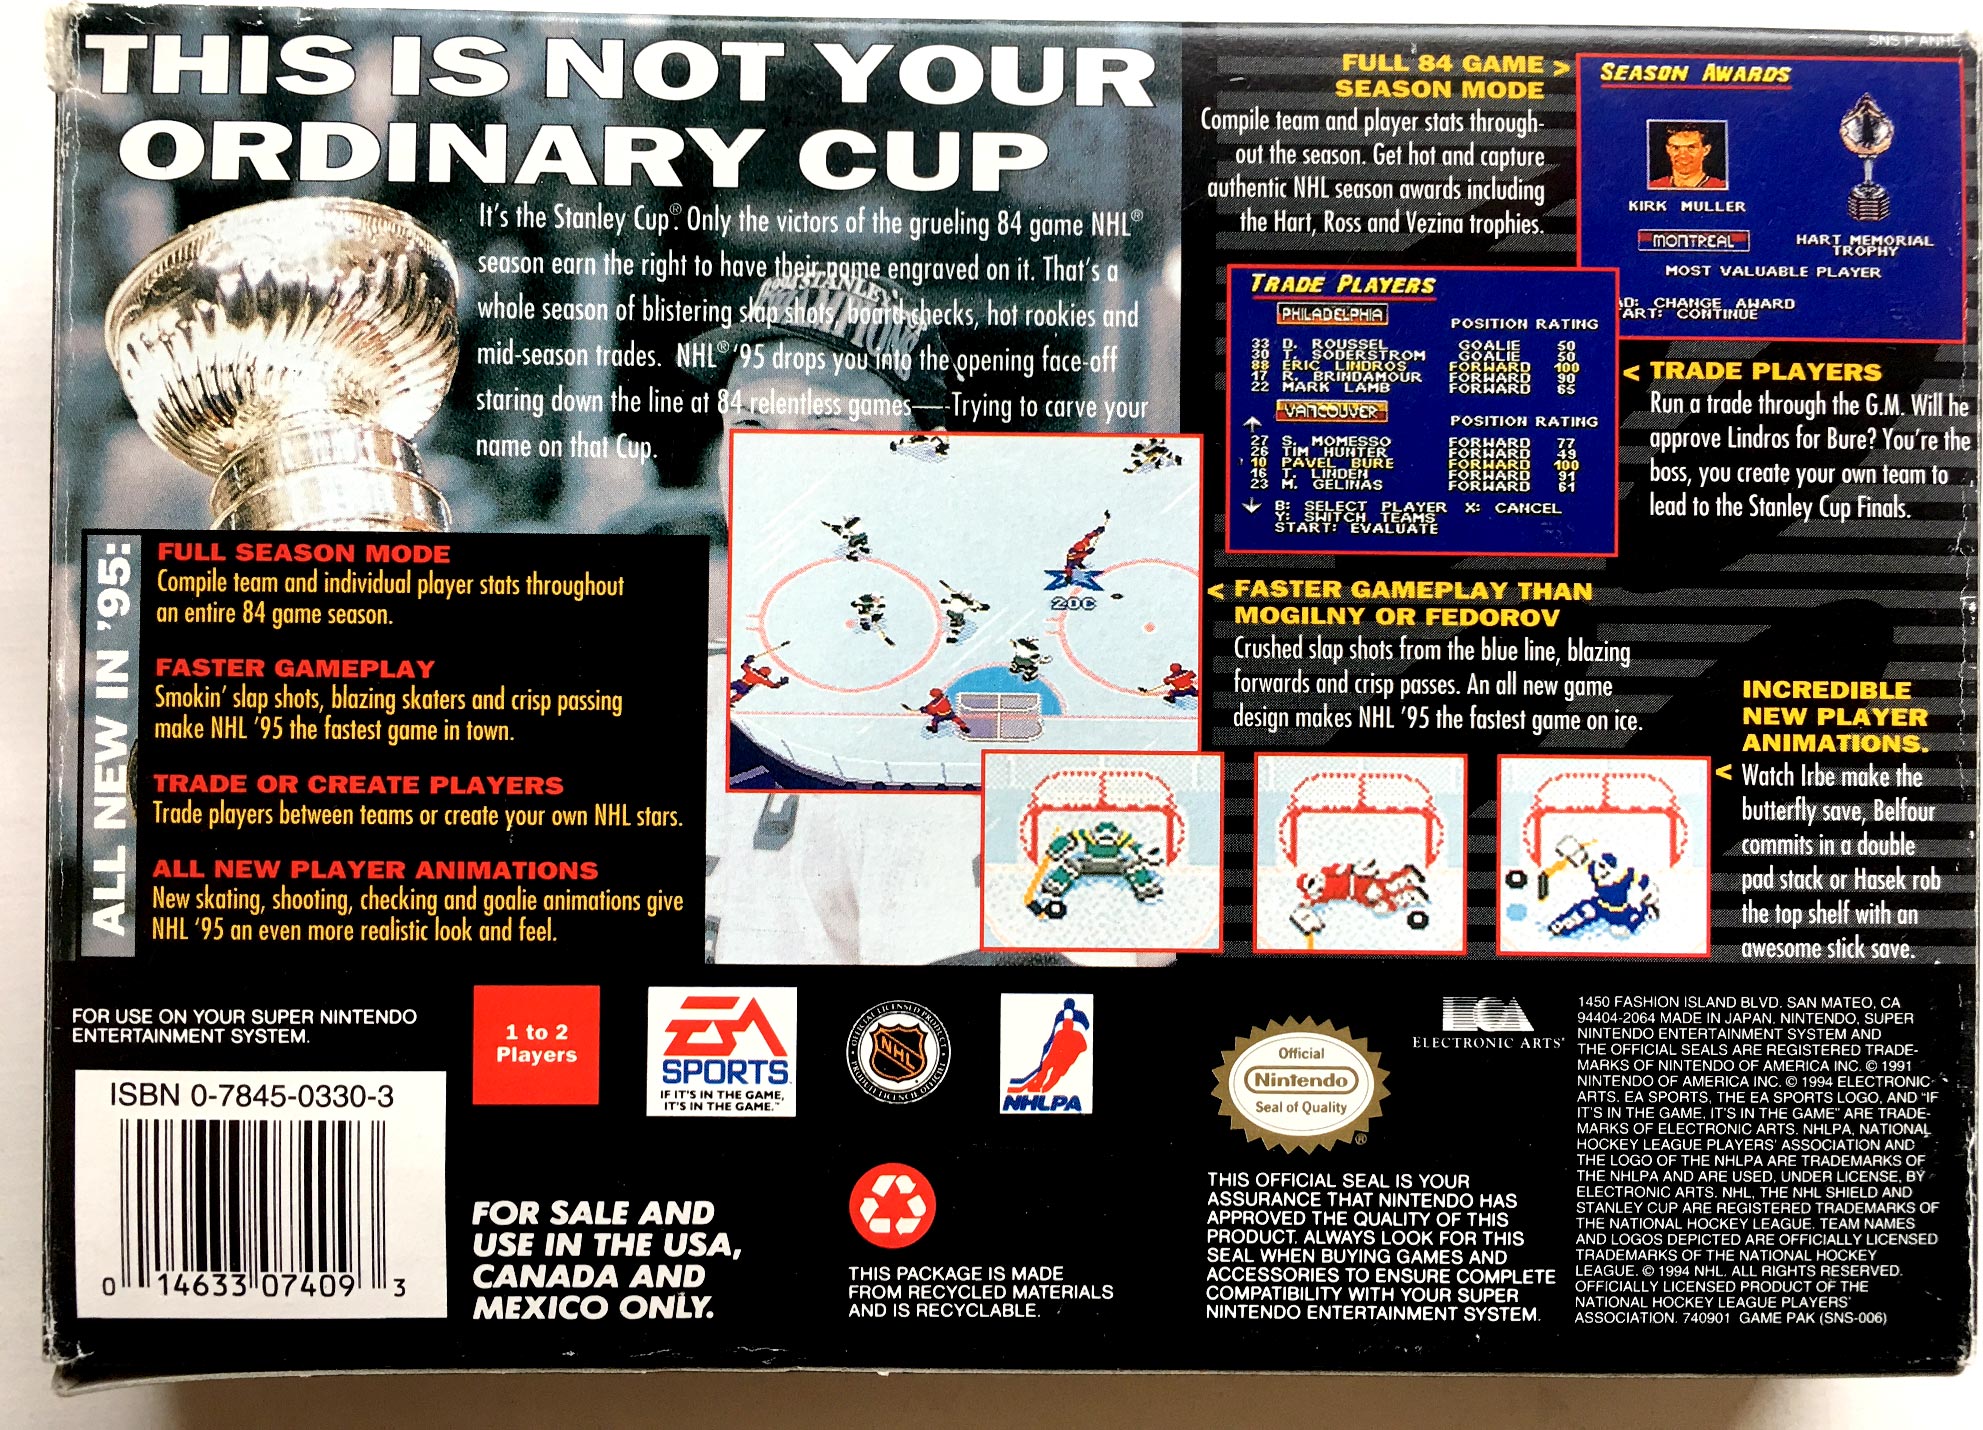 THIS IS NOT YOUR
ORDINARY CUP
It's the Stanley Cup®. Only the victors of the grueling 84 game NHL®
season earn the right to have their name engraved on it. That's a
whole season of blistering slap shots, board checks, hot rookies and
mid-season trades. NHL® '95 drops you into the opening face-off
staring down the line at 84 relentless games—Trying to carve your
name on that Cup.
ALL NEW IN '95:
FULL SEASON MODE
Compile team and individual player stats throughout
an entire 84 game season.
FASTER GAMEPLAY
Smokin' slap shots, blazing skaters and crisp passing
make NHL '95 the fastest game in town.
TRADE OR CREATE PLAYERS
Trade players between teams or create your own NHL stars.
ALL NEW PLAYER ANIMATIONS
New skating, shooting, checking and goalie animations give
NHL '95 an even more realistic look and feel.
20C
FULL 84 GAME >
SEASON MODE
Compile team and player stats through-
out the season. Get hot and capture
authentic NHL season awards including
the Hart, Ross and Vezina trophies.
SEASON AWARDS
KIRK MULLER
MONTREAL
HART MEMORIAL
TROPHY
MOST VALUABLE PLAYER
AD: CHANGE AWARD
ART: CONTINUE
TRADE PLAYERS
PHILADELPHIA
POSITION RATING
33 D. ROUSSEL GOALIE 50
30 T. SODERSTROM GOALIE 50
88 ERIC LINDROS FORWARD 100
17 R. BRINDAMOUR FORWARD 90
22 MARK LAMB FORWARD 65
VANCOUVER
POSITION RATING
27 S. MOMESSO FORWARD 77
26 TIM HUNTER FORWARD 49
10 PAVEL BURE FORWARD 100
16 T. LINDEN FORWARD 91
23 M. GELINAS FORWARD 61
B: SELECT PLAYER X: CANCEL
Y: SWITCH TEAMS
START: EVALUATE
< TRADE PLAYERS
Run a trade through the G.M. Will he
approve Lindros for Bure? You're the
boss, you create your own team to
lead to the Stanley Cup Finals.
< FASTER GAMEPLAY THAN
MOGILNY OR FEDOROV
Crushed slap shots from the blue line, blazing
forwards and crisp passes. An all new game
design makes NHL '95 the fastest game on ice.
INCREDIBLE
NEW PLAYER
ANIMATIONS.
< Watch Irbe make the
butterfly save, Belfour
commits in a double
pad stack or Hasek rob
the top shelf with an
awesome stick save.
FOR USE ON YOUR SUPER NINTENDO
ENTERTAINMENT SYSTEM.
ISBN 0-7845-0330-3
0 14633 07409 3
1 to 2
Players
EA
SPORTS
IF IT'S IN THE GAME,
IT'S IN THE GAME.™
OFFICIAL LICENSED PRODUCT
NHL
NHLPA
FOR SALE AND
USE IN THE USA,
CANADA AND
MEXICO ONLY.
THIS PACKAGE IS MADE
FROM RECYCLED MATERIALS
AND IS RECYCLABLE.
Official
Nintendo
Seal of Quality
®
THIS OFFICIAL SEAL IS YOUR
ASSURANCE THAT NINTENDO HAS
APPROVED THE QUALITY OF THIS
PRODUCT. ALWAYS LOOK FOR THIS
SEAL WHEN BUYING GAMES AND
ACCESSORIES TO ENSURE COMPLETE
COMPATIBILITY WITH YOUR SUPER
NINTENDO ENTERTAINMENT SYSTEM.
ELECTRONIC ARTS®
1450 FASHION ISLAND BLVD. SAN MATEO, CA
94404-2064 MADE IN JAPAN. NINTENDO, SUPER
NINTENDO ENTERTAINMENT SYSTEM AND
THE OFFICIAL SEALS ARE REGISTERED TRADE-
MARKS OF NINTENDO OF AMERICA INC. © 1991
NINTENDO OF AMERICA INC. © 1994 ELECTRONIC
ARTS. EA SPORTS, THE EA SPORTS LOGO, AND "IF
IT'S IN THE GAME, IT'S IN THE GAME" ARE TRADE-
MARKS OF ELECTRONIC ARTS. NHLPA, NATIONAL
HOCKEY LEAGUE PLAYERS' ASSOCIATION AND
THE LOGO OF THE NHLPA ARE TRADEMARKS OF
THE NHLPA AND ARE USED, UNDER LICENSE, BY
ELECTRONIC ARTS. NHL, THE NHL SHIELD AND
STANLEY CUP ARE REGISTERED TRADEMARKS OF
THE NATIONAL HOCKEY LEAGUE. TEAM NAMES
AND LOGOS DEPICTED ARE OFFICIALLY LICENSED
TRADEMARKS OF THE NATIONAL HOCKEY
LEAGUE. © 1994 NHL. ALL RIGHTS RESERVED.
OFFICIALLY LICENSED PRODUCT OF THE
NATIONAL HOCKEY LEAGUE PLAYERS'
ASSOCIATION. 740901 GAME PAK (SNS-006)